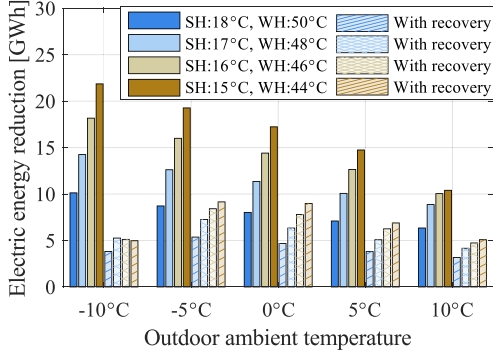 Electric energy reduction [GWh]
30
25
20
15
10
5
0
SH:18°C, WH:50°C With recovery
SH:17°C, WH:48°C With recovery
SH:16°C, WH:46°C With recovery
SH:15°C, WH:44°C With recovery
-10°C -5°C 0°C 5°C 10°C
Outdoor ambient temperature